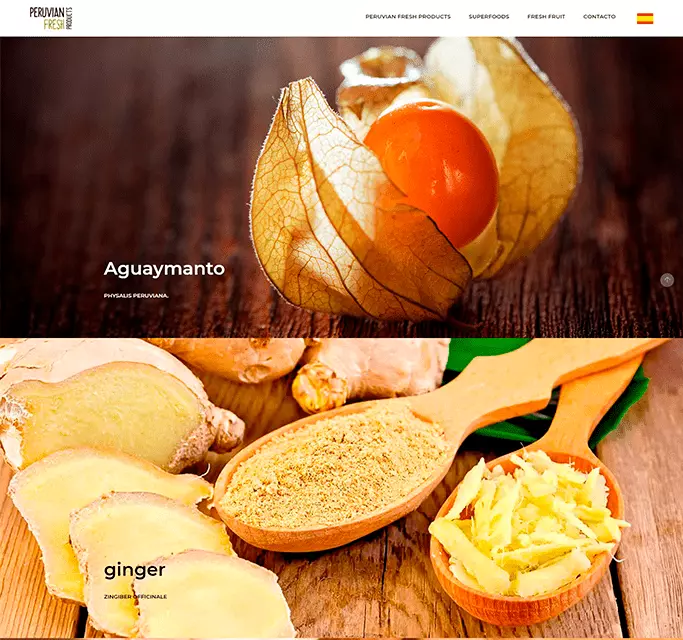 PERUVIAN
FRESH
PRODUCTS
PERUVIAN FRESH PRODUCTS SUPERFOODS FRESH FRUIT CONTACTO
Aguaymanto
PHYSALIS PERUVIANA.
ginger
ZINGIBER OFFICINALE